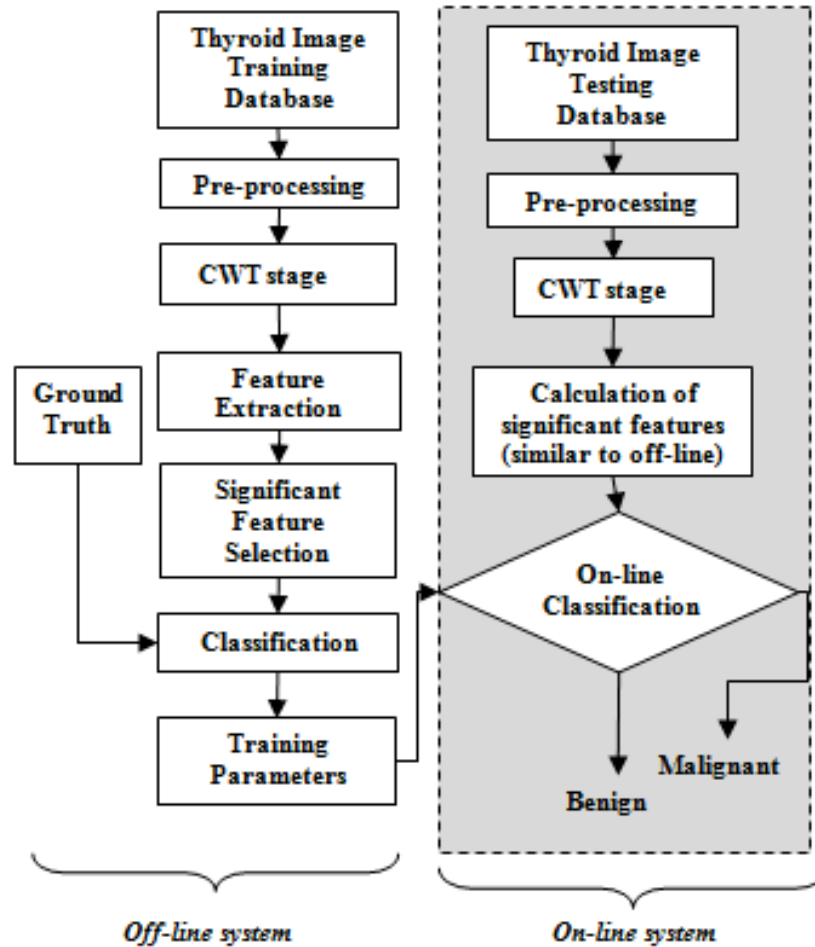 Thyroid Image
Training
Database
Pre-processing
CWT stage
Feature
Extraction
Ground
Truth
Significant
Feature
Selection
Classification
Training
Parameters
Off-line system
Thyroid Image
Testing
Database
Pre-processing
CWT stage
Calculation of
significant features
(similar to off-line)
On-line
Classification
Malignant
Benign
On-line system